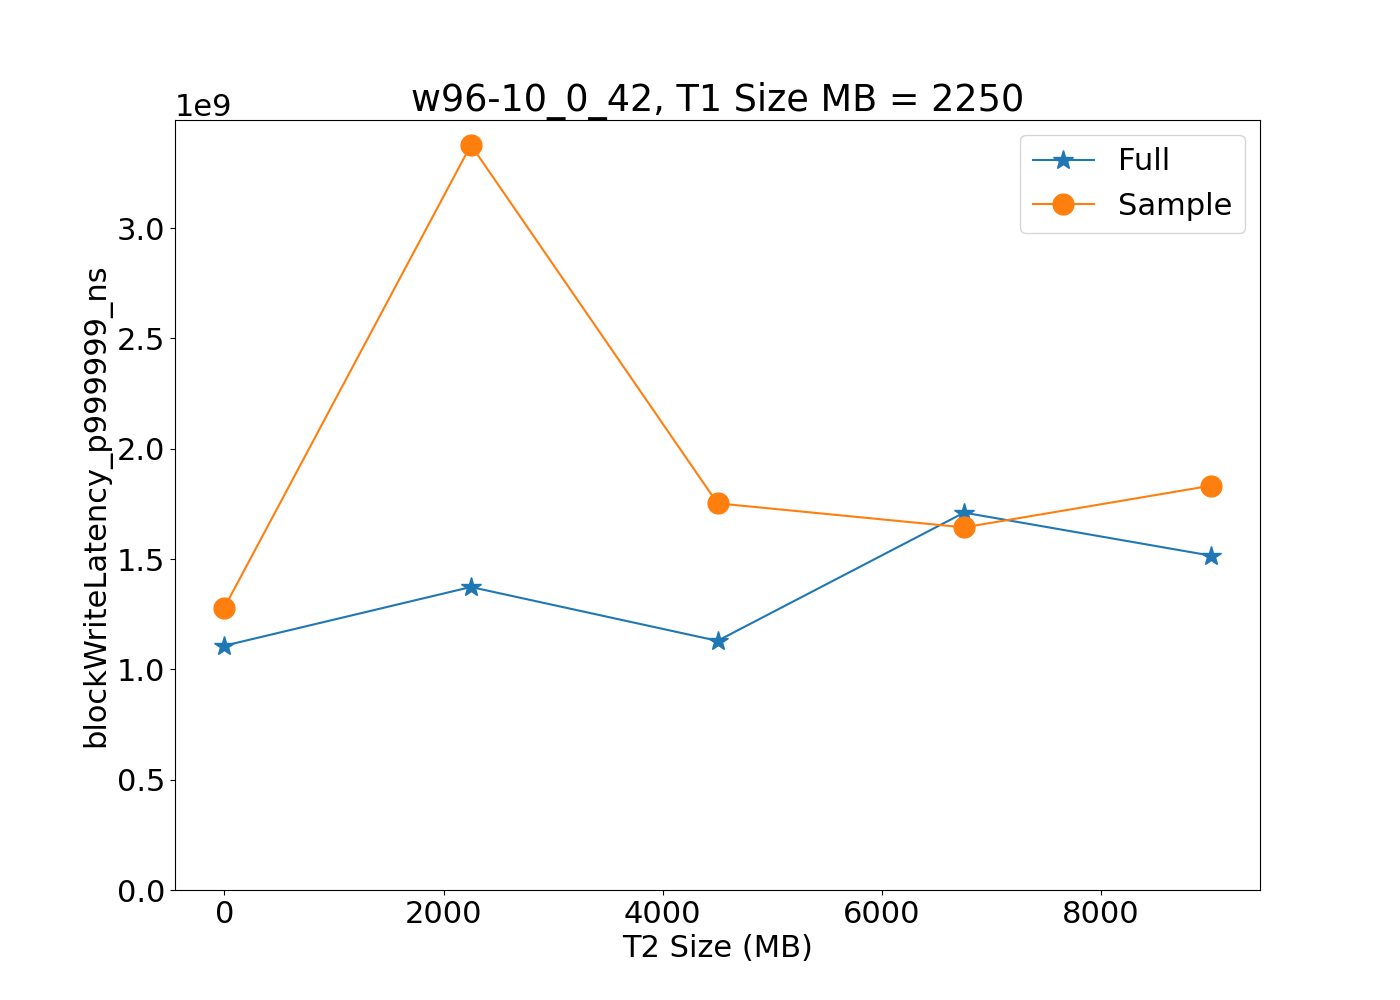 w96-10_0_42, T1 Size MB = 2250
1e9
Full
Sample
3.0
2.5
2.0
1.5
1.0
0.5
0.0
blockWriteLatency_p999999_ns
0 2000 4000 6000 8000
T2 Size (MB)